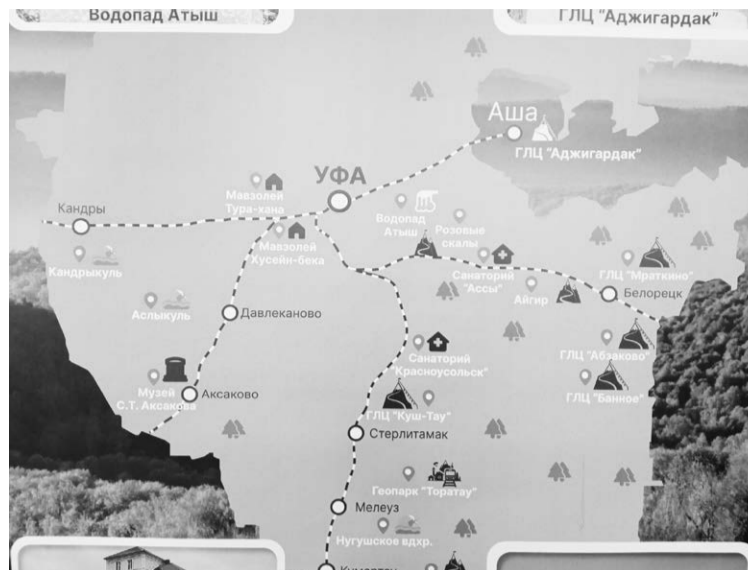 Водопад Атыш
ГЛЦ "Аджигардак"
Аша
ГЛЦ "Аджигардак"
УФА
Мавзолей
Тура-хана
Кандры
Водопад
Атыш
Розовые
скалы
Мавзолей
Хусейн-бека
Кандрыкуль
Санаторий
"Ассы"
ГЛЦ "Мраткино"
Айгир
Белорецк
Аслыкуль
Давлеканово
Санаторий
"Красноусольск"
ГЛЦ "Абзаково"
Музей
С.Т. Аксакова
Аксаково
ГЛЦ "Банное"
ГЛЦ "Куш-Тау"
Стерлитамак
Геопарк "Торатау"
Мелеуз
Нугушское вдхр.
Кумертау